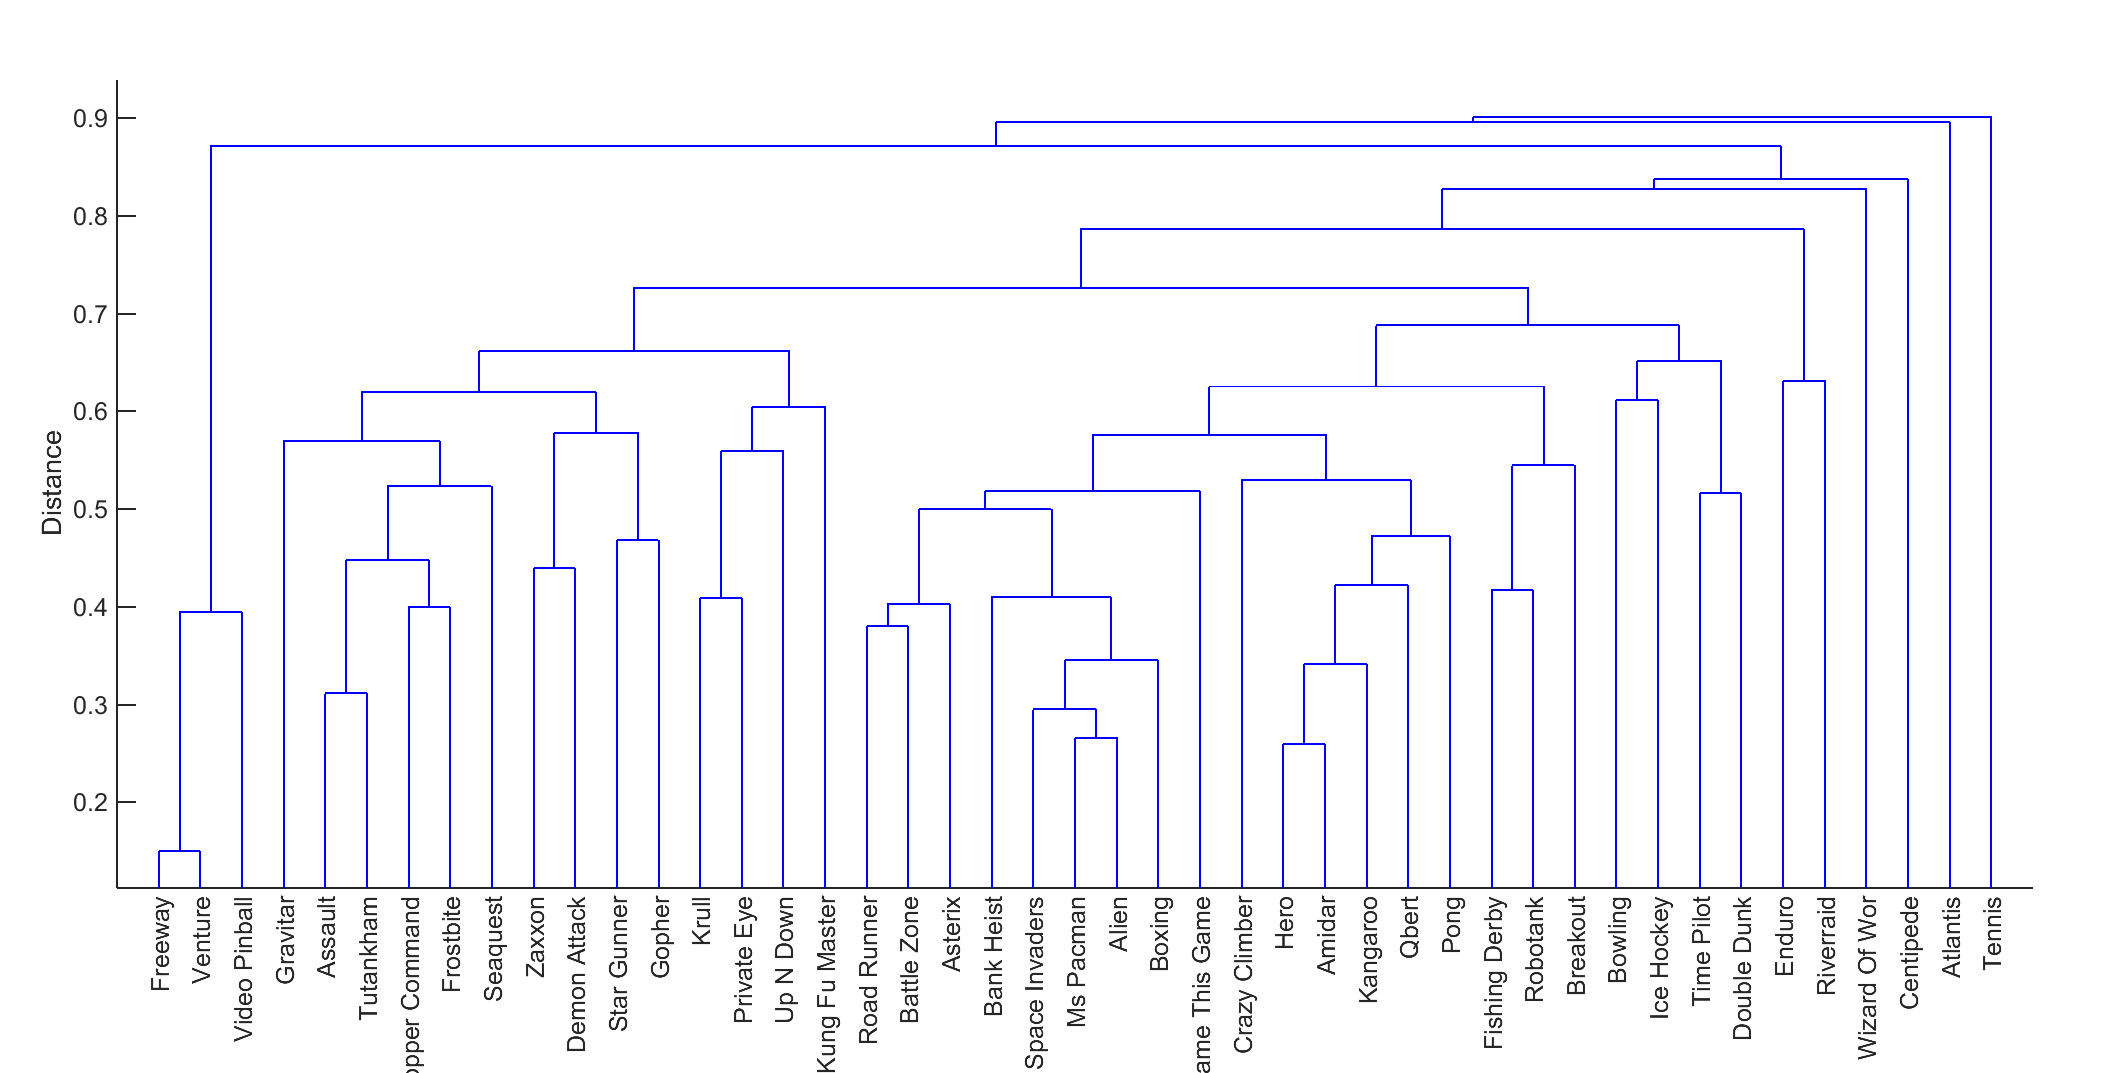 0.9
0.8
0.7
0.6
0.5
0.4
0.3
0.2
Distance
Freeway
Venture
Video Pinball
Gravitar
Assault
Tutankham
opper Command
Frostbite
Seaquest
Zaxxon
Demon Attack
Star Gunner
Gopher
Krull
Private Eye
Up N Down
Kung Fu Master
Road Runner
Battle Zone
Asterix
Bank Heist
Space Invaders
Ms Pacman
Alien
Boxing
ame This Game
Crazy Climber
Hero
Amidar
Kangaroo
Qbert
Pong
Fishing Derby
Robotank
Breakout
Bowling
Ice Hockey
Time Pilot
Double Dunk
Enduro
Riverraid
Wizard Of Wor
Centipede
Atlantis
Tennis